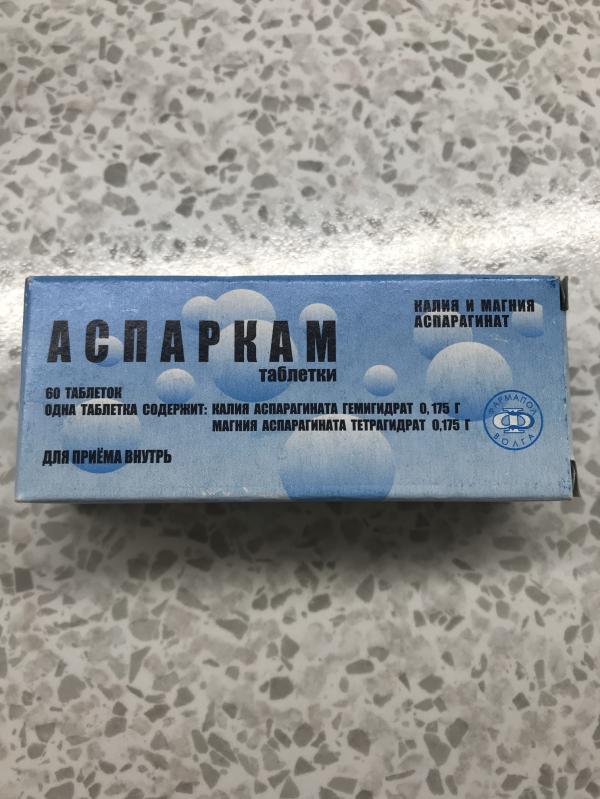 АСПАРКАМ
таблетки
КАЛИЯ И МАГНИЯ
АСПАРАГИНАТ
60 ТАБЛЕТОК
ОДНА ТАБЛЕТКА СОДЕРЖИТ: КАЛИЯ АСПАРАГИНАТА ГЕМИГИДРАТ 0,175 Г
МАГНИЯ АСПАРАГИНАТА ТЕТРАГИДРАТ 0,175 Г
ДЛЯ ПРИЁМА ВНУТРЬ
ФАРМАПОЛ
ВОЛГА